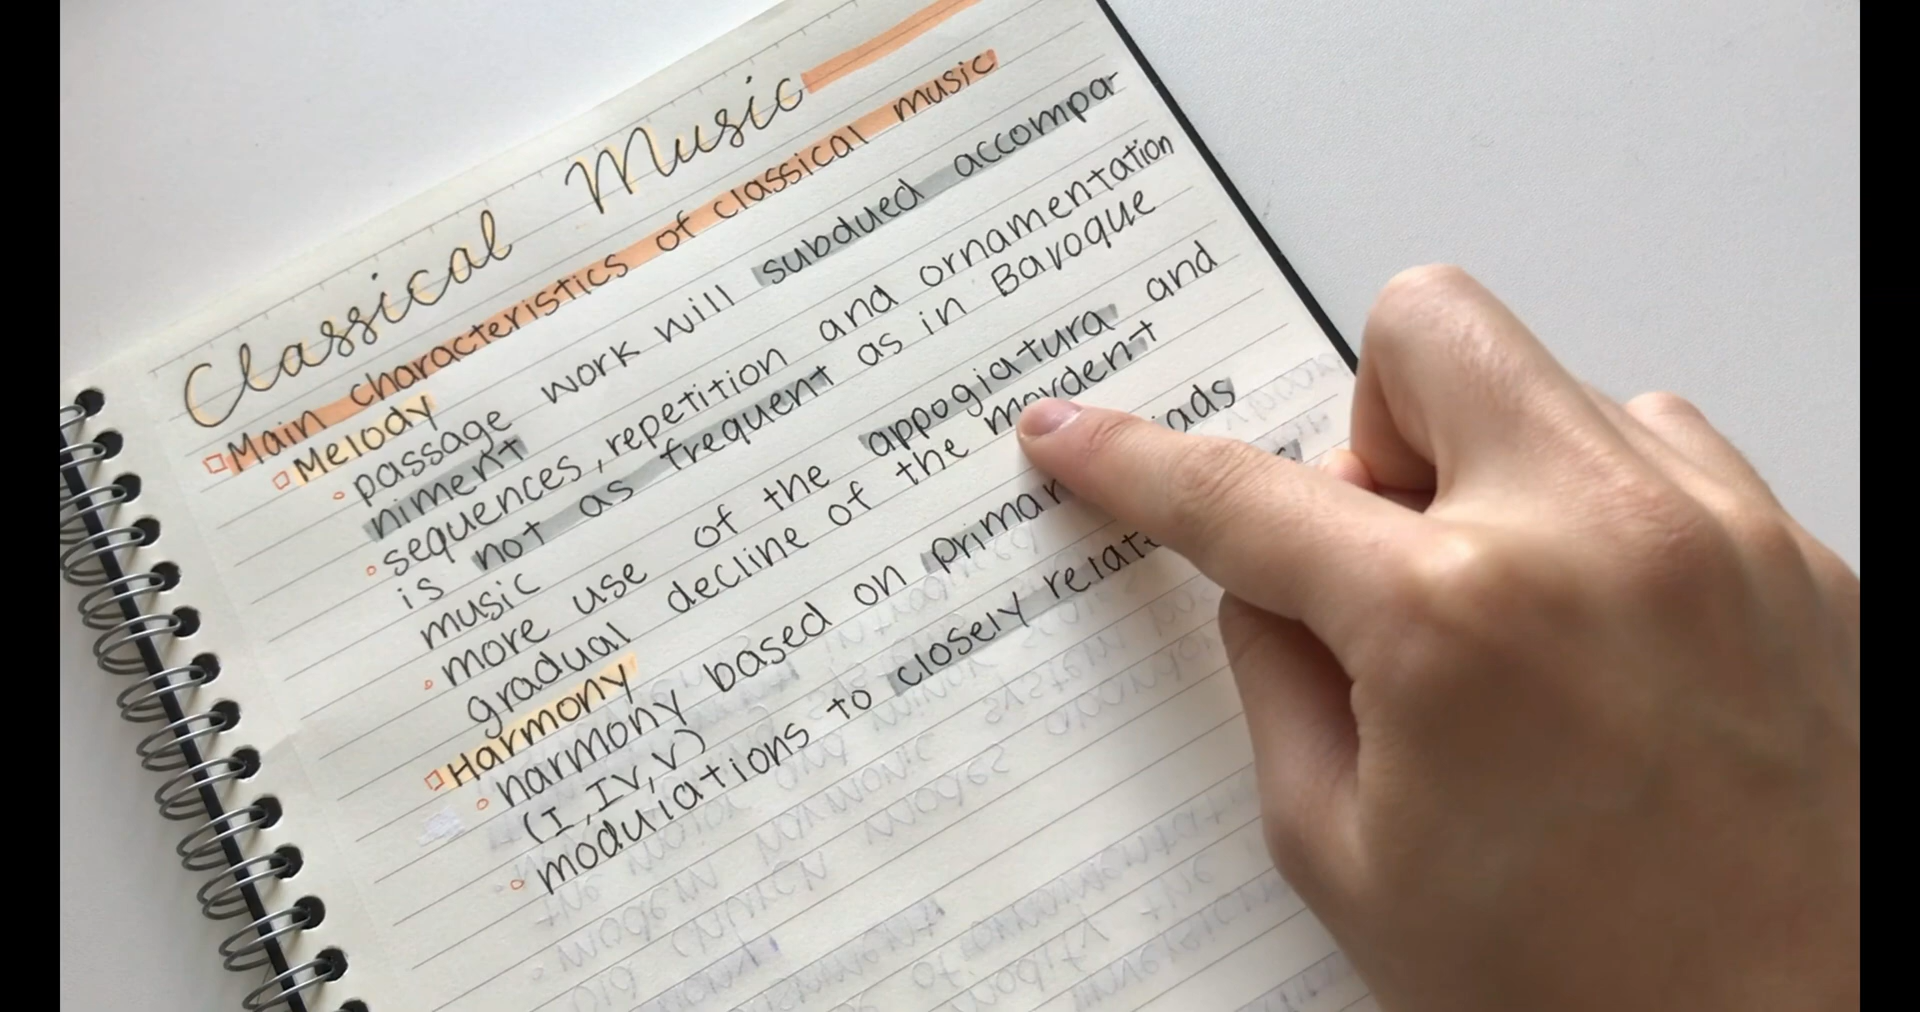 Classical Music
Main characteristics of classical music
Melody
passage work will subdued accompa
niment
sequences, repetition and ornamentation
is not as frequent as in Baroque
music
more use of the appogiatura and
gradual decline of the mordent
Harmony
harmony based on
(I, IV, V)
modulations to closely